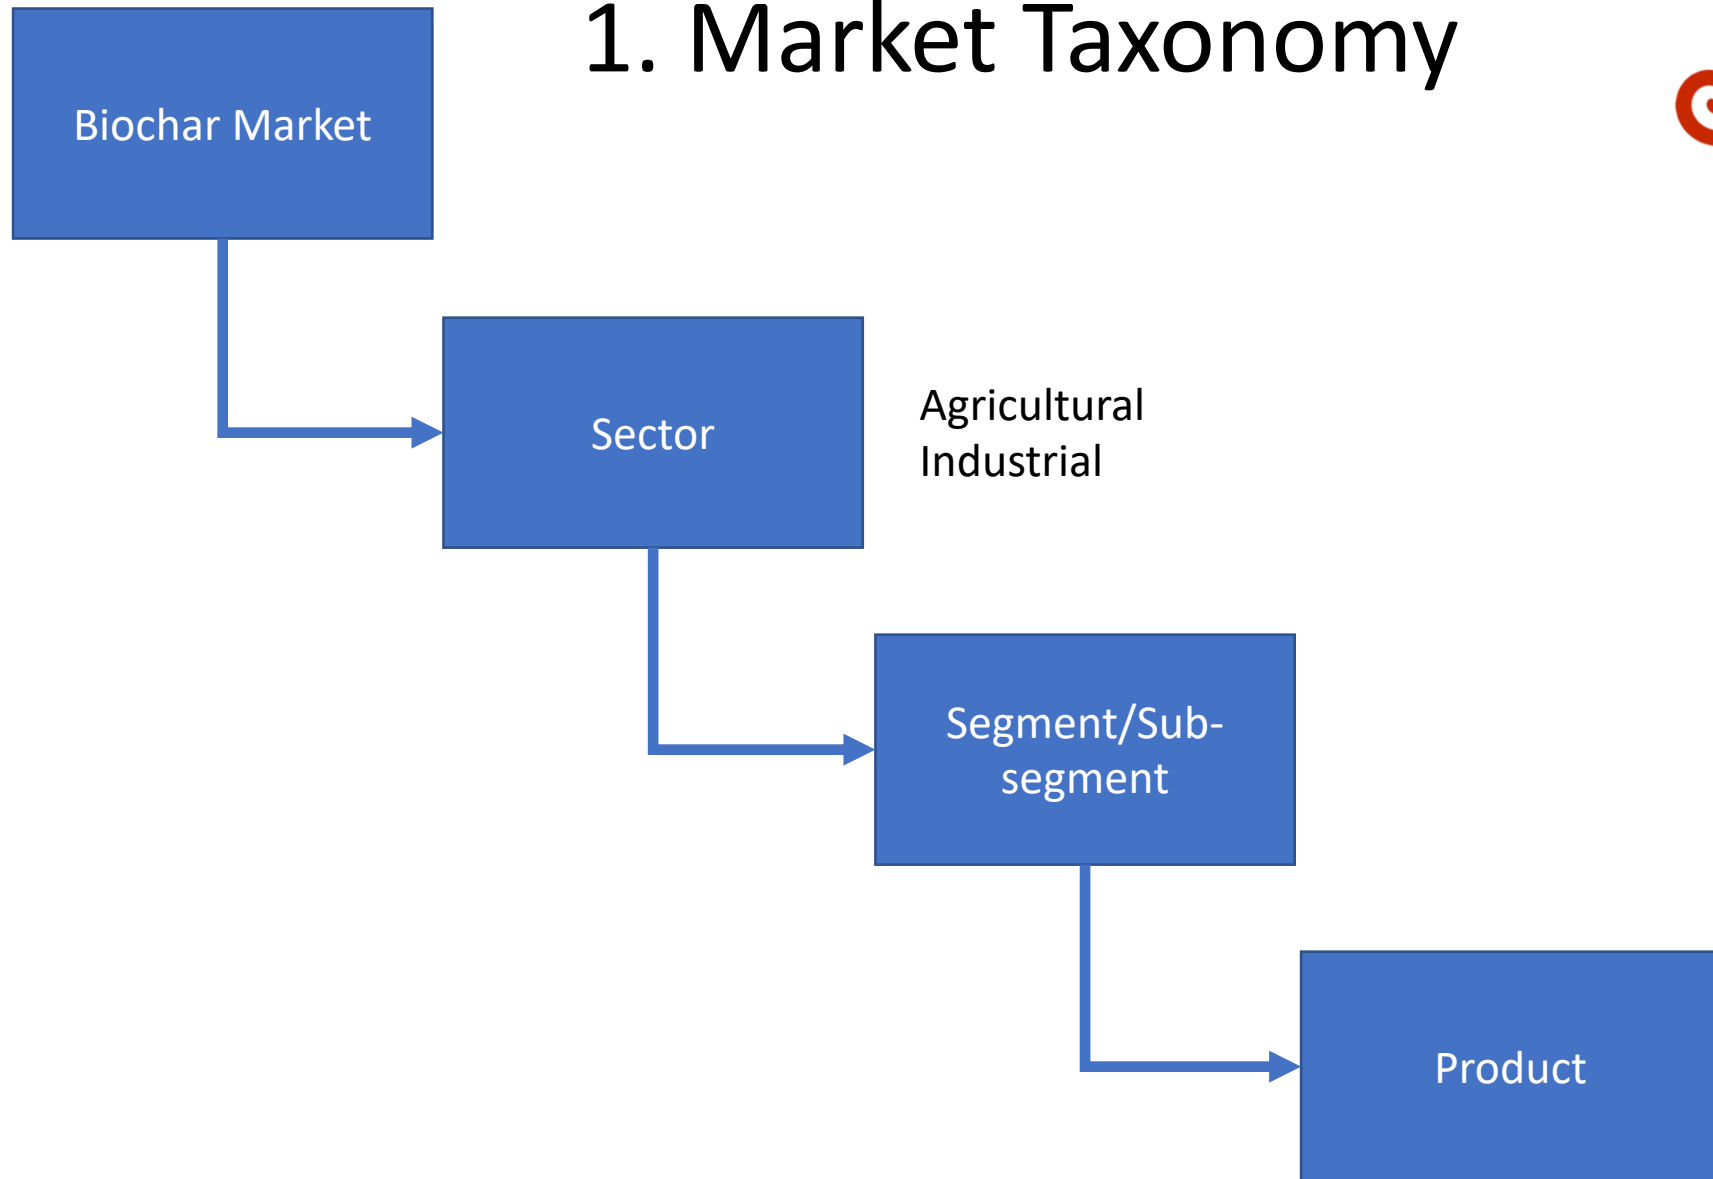 1. Market Taxonomy
Biochar Market
Sector
Agricultural
Industrial
Segment/Sub-
segment
Product